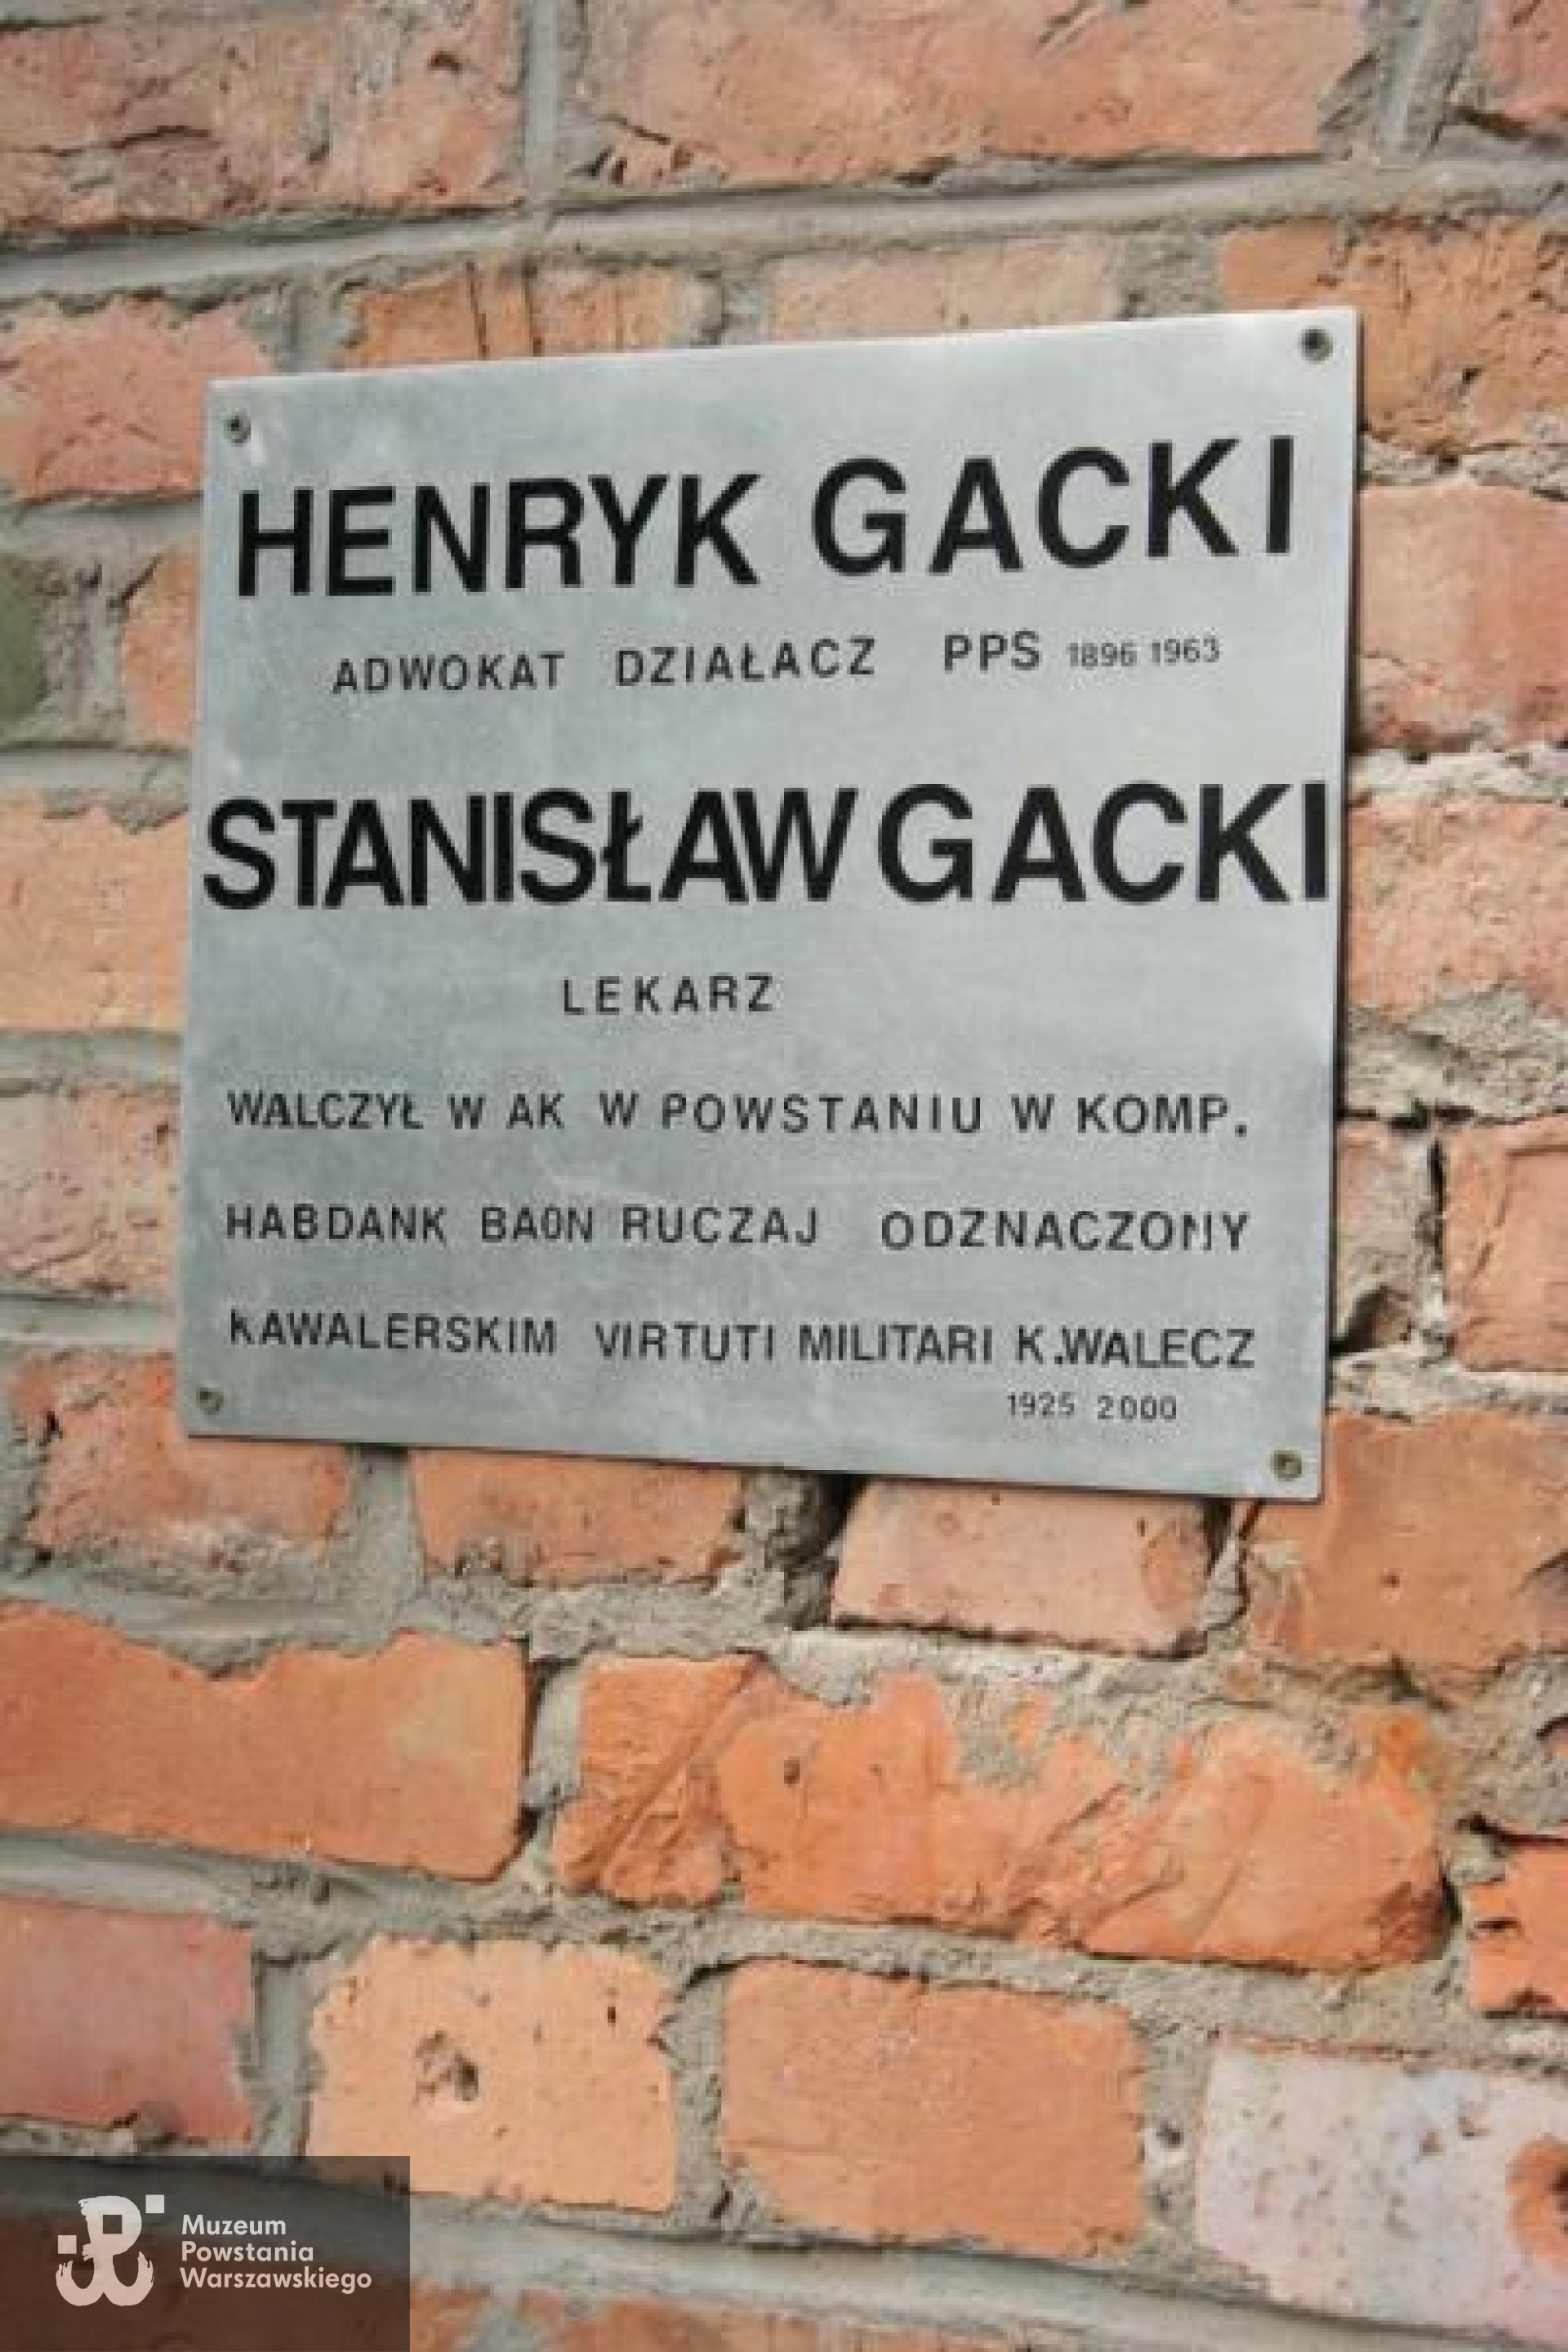 HENRYK GACKI
ADWOKAT DZIAŁACZ PPS 1896 1963
STANISŁAW GACKI
LEKARZ
WALCZYŁ W AK W POWSTANIU W KOMP.
HABDANK BAON RUCZAJ ODZNACZONY
KAWALERSKIM VIRTUTI MILITARI K.WALECZ
1925 2000
Muzeum
Powstania
Warszawskiego